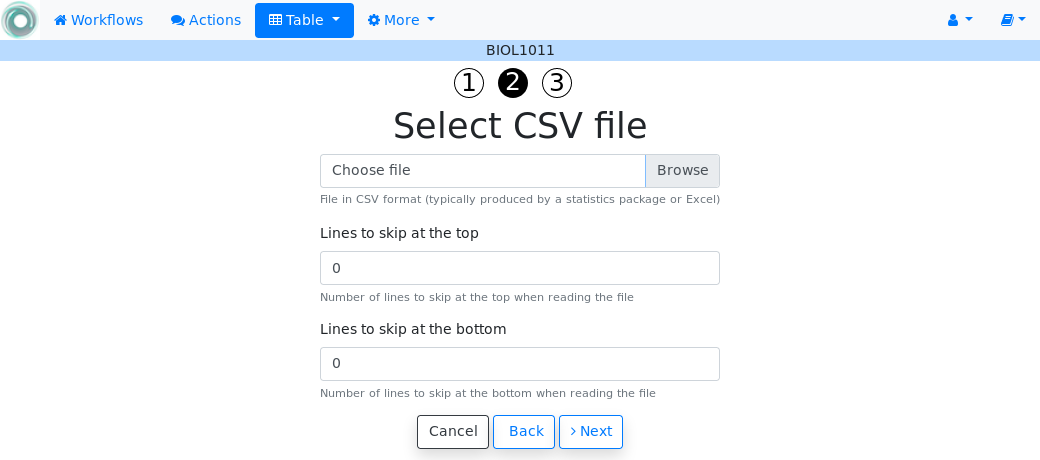 Workflows Actions Table More
BIOL1011
1 2 3
Select CSV file
Choose file Browse
File in CSV format (typically produced by a statistics package or Excel)
Lines to skip at the top
0
Number of lines to skip at the top when reading the file
Lines to skip at the bottom
0
Number of lines to skip at the bottom when reading the file
Cancel Back Next